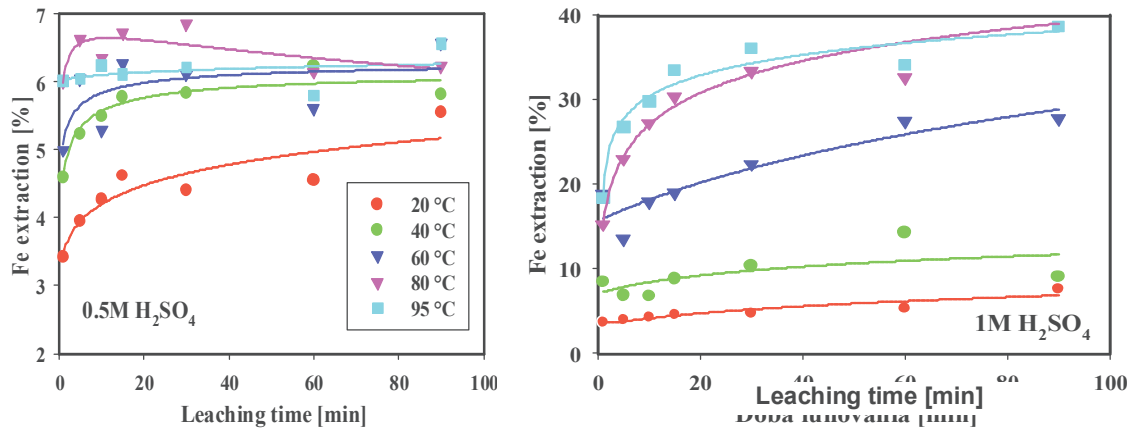 7
6
5
4
3
2
Fe extraction [%]
0 20 40 60 80 100
Leaching time [min]
0.5M H₂SO₄
20 °C
40 °C
60 °C
80 °C
95 °C
40
30
20
10
0
Fe extraction [%]
0 20 40 60 80 100
Leaching time [min]
1M H₂SO₄
Doba [min]